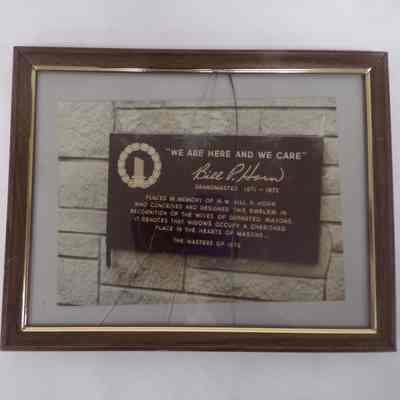 "WE ARE HERE AND WE CARE"
Bill P. Horn
GRANDMASTER 1971 - 1972
PLACED IN MEMORY OF M.W. BILL P. HORN
WHO CONCEIVED AND DESIGNED THIS EMBLEM IN
RECOGNITION OF THE WIVES OF DEPARTED MASONS.
IT DENOTES THAT WIDOWS OCCUPY A CHERISHED
PLACE IN THE HEARTS OF MASONS...
THE MASTERS OF